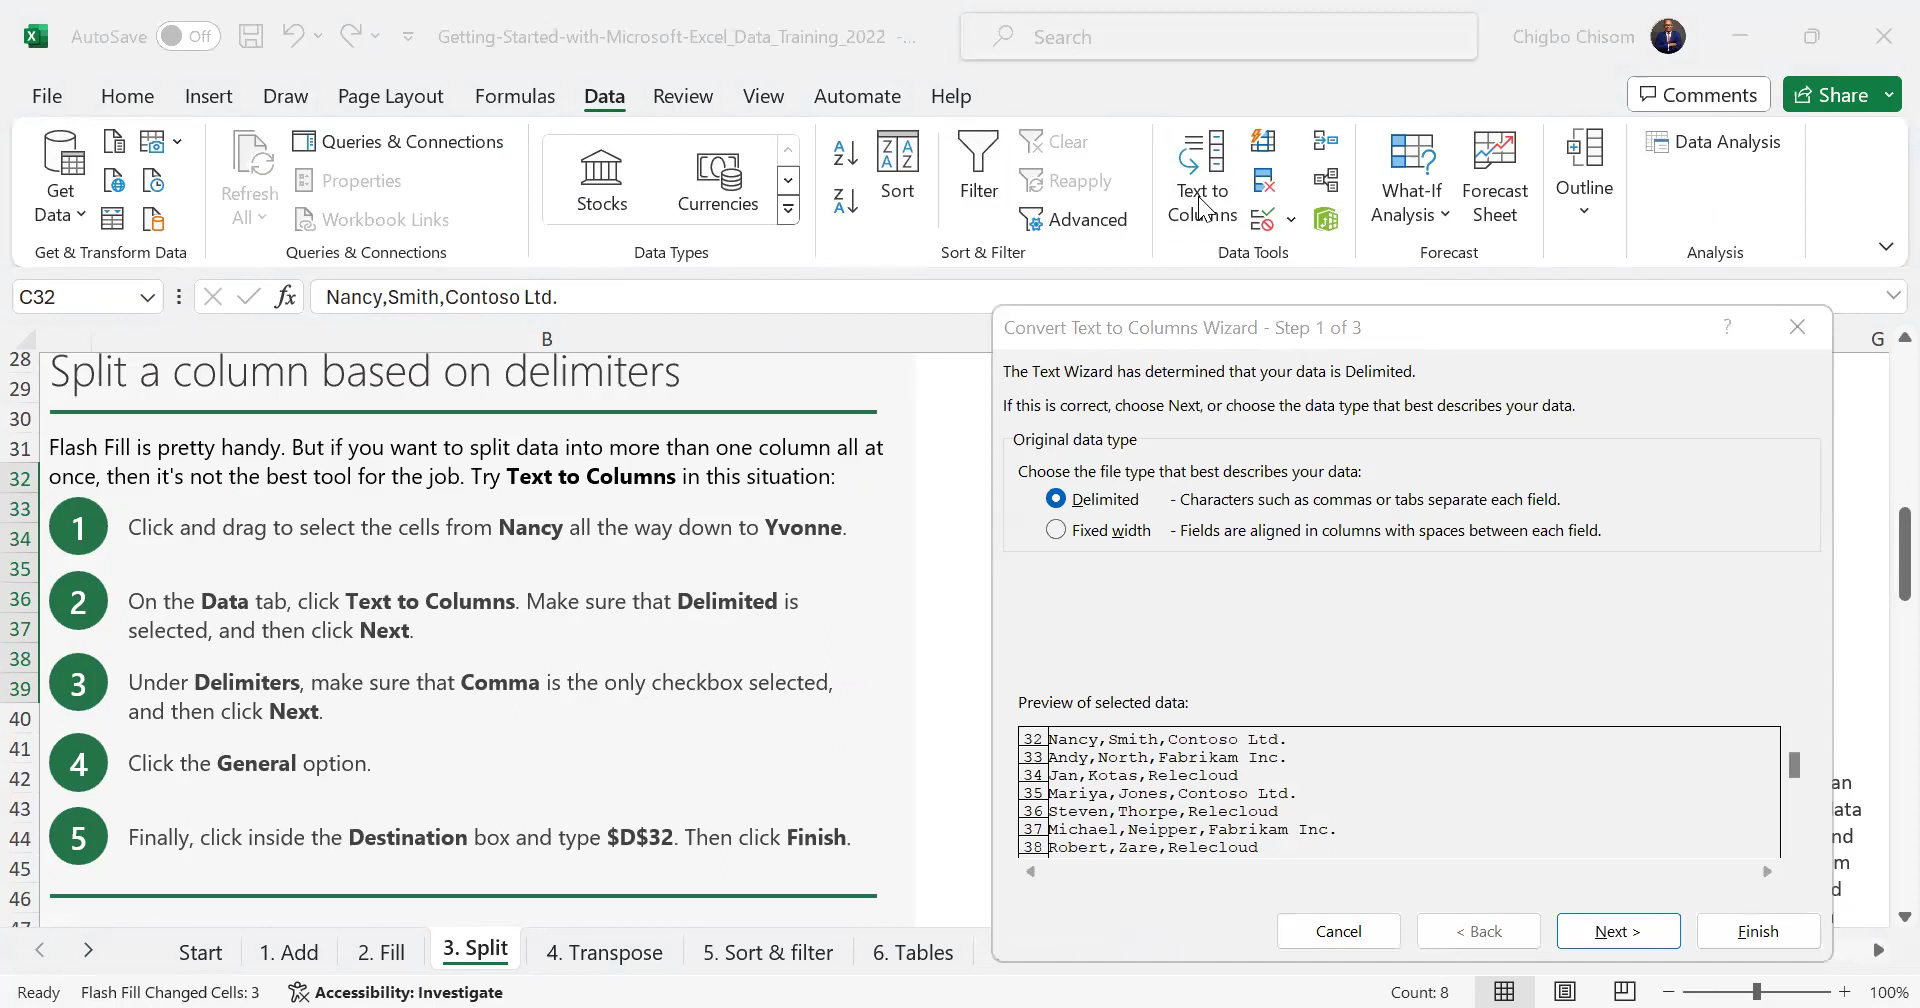 AutoSave Off Getting-Started-with-Microsoft-Excel_Data_Training_2022 -... Search Chigbo Chisom
File Home Insert Draw Page Layout Formulas Data Review View Automate Help Comments Share
Get Data
Refresh All
Queries & Connections
Properties
Workbook Links
Stocks
Currencies
Sort
Filter
Clear
Reapply
Advanced
Text to Columns
What-If Analysis
Forecast Sheet
Outline
Data Analysis
Get & Transform Data Queries & Connections Data Types Sort & Filter Data Tools Forecast Analysis
C32 fx Nancy,Smith,Contoso Ltd.
B G
28
29
30
31
32
33
34
35
36
37
38
39
40
41
42
43
44
45
46
47
Split a column based on delimiters
Flash Fill is pretty handy. But if you want to split data into more than one column all at
once, then it's not the best tool for the job. Try Text to Columns in this situation:
1 Click and drag to select the cells from Nancy all the way down to Yvonne.
2 On the Data tab, click Text to Columns. Make sure that Delimited is
selected, and then click Next.
3 Under Delimiters, make sure that Comma is the only checkbox selected,
and then click Next.
4 Click the General option.
5 Finally, click inside the Destination box and type $D$32. Then click Finish.
Convert Text to Columns Wizard - Step 1 of 3 ?
The Text Wizard has determined that your data is Delimited.
If this is correct, choose Next, or choose the data type that best describes your data.
Original data type
Choose the file type that best describes your data:
Delimited - Characters such as commas or tabs separate each field.
Fixed width - Fields are aligned in columns with spaces between each field.
Preview of selected data:
32 Nancy,Smith,Contoso Ltd.
33 Andy,North,Fabrikam Inc.
34 Jan,Kotas,Relecloud
35 Mariya,Jones,Contoso Ltd.
36 Steven,Thorpe,Relecloud
37 Michael,Neipper,Fabrikam Inc.
38 Robert,Zare,Relecloud
Cancel < Back Next > Finish
Start 1. Add 2. Fill 3. Split 4. Transpose 5. Sort & filter 6. Tables
Ready Flash Fill Changed Cells: 3 Accessibility: Investigate Count: 8 100%